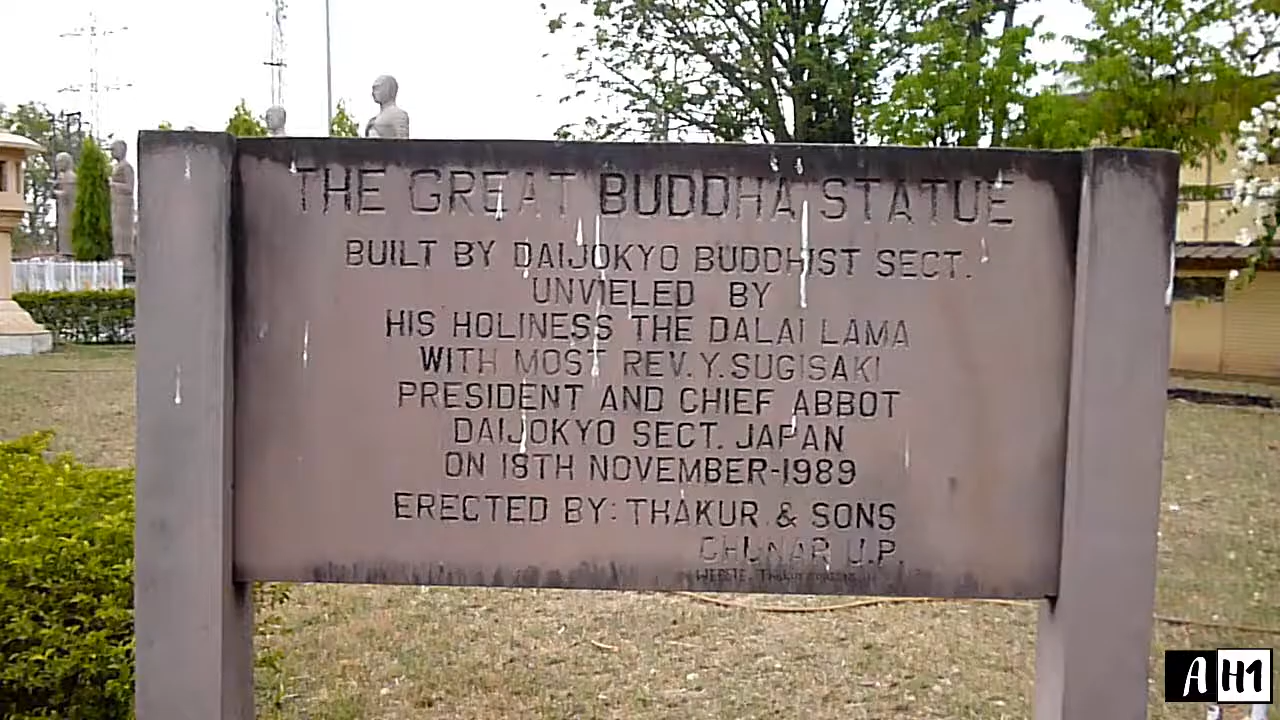 THE GREAT BUDDHA STATUE
BUILT BY DAIJOKYO BUDDHIST SECT.
UNVIELED BY
HIS HOLINESS THE DALAI LAMA
WITH MOST REV. Y. SUGISAKI
PRESIDENT AND CHIEF ABBOT
DAIJOKYO SECT. JAPAN
ON 18TH NOVEMBER-1989
ERECTED BY: THAKUR & SONS
CHUNAR U.P.
AH1